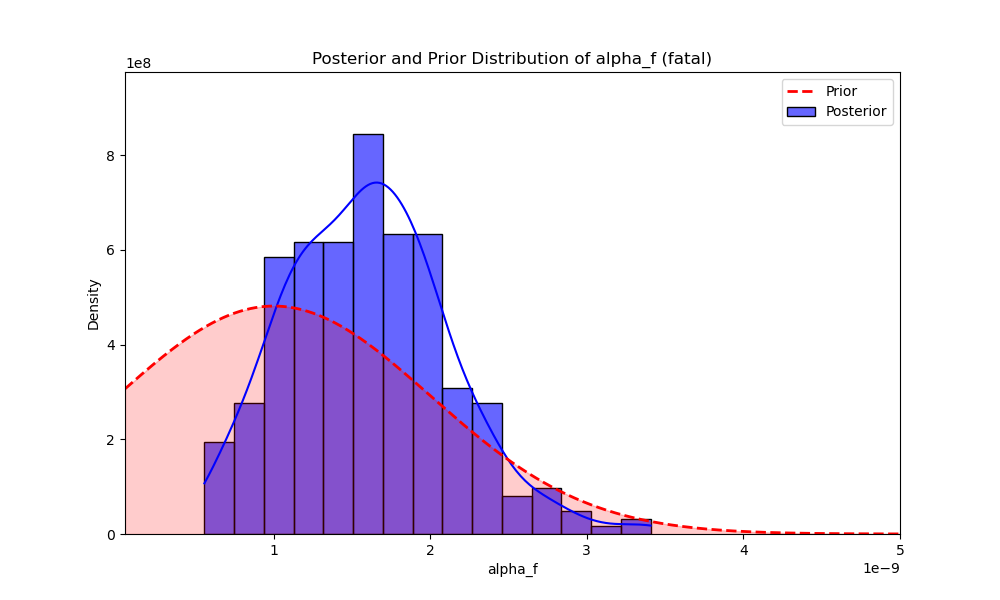 Posterior and Prior Distribution of alpha_f (fatal)
1e8
Prior
Posterior
8
6
4
2
0
Density
1
2
3
4
5
1e−9
alpha_f